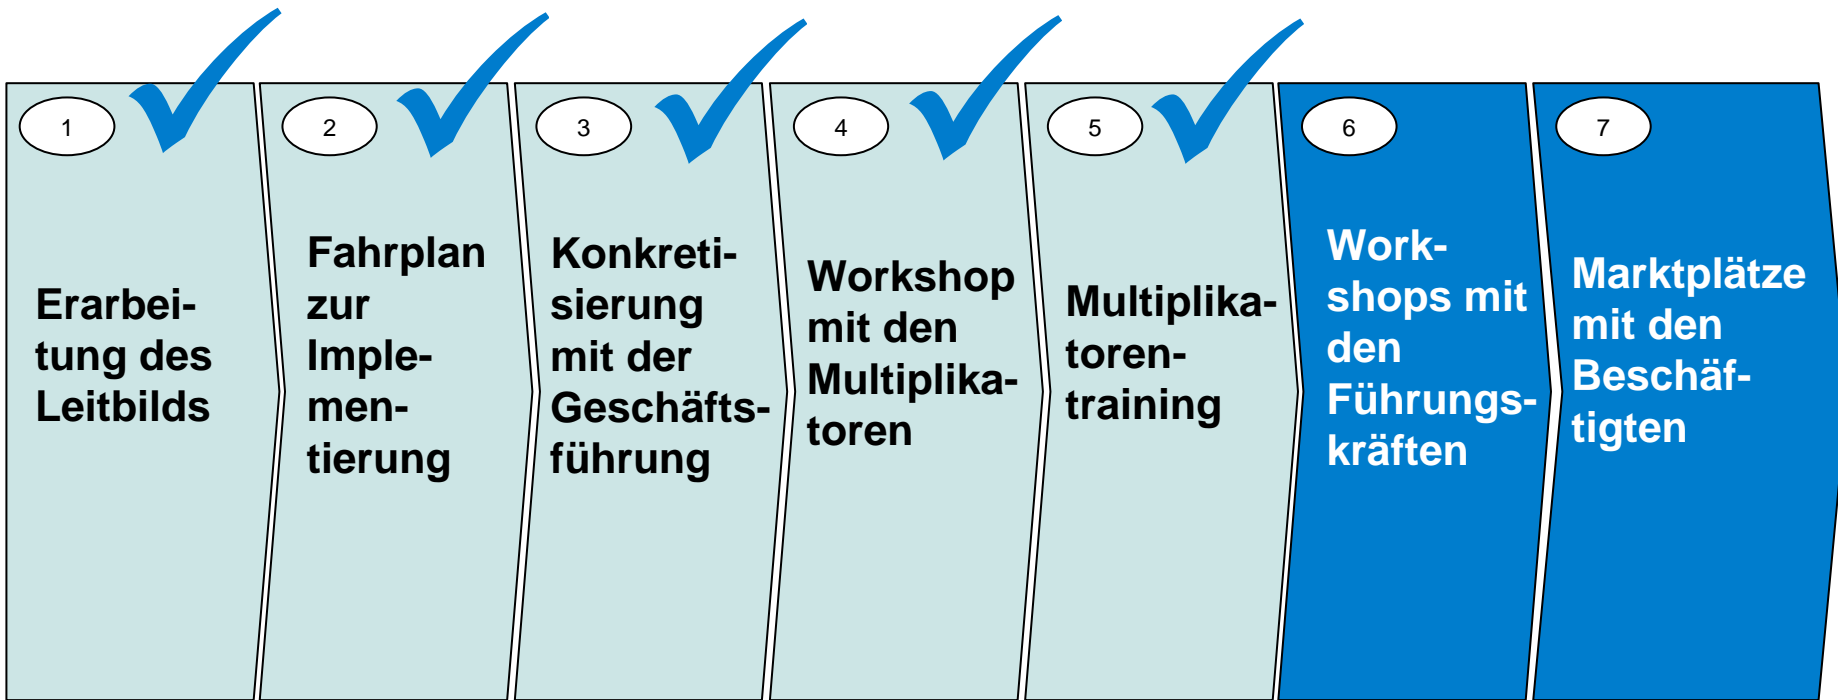 1
Erarbei-
tung des
Leitbilds
2
Fahrplan
zur
Imple-
men-
tierung
3
Konkreti-
sierung
mit der
Geschäfts-
führung
4
Workshop
mit den
Multiplika-
toren
5
Multiplika-
toren-
training
6
Work-
shops mit
den
Führungs-
kräften
7
Marktplätze
mit den
Beschäf-
tigten